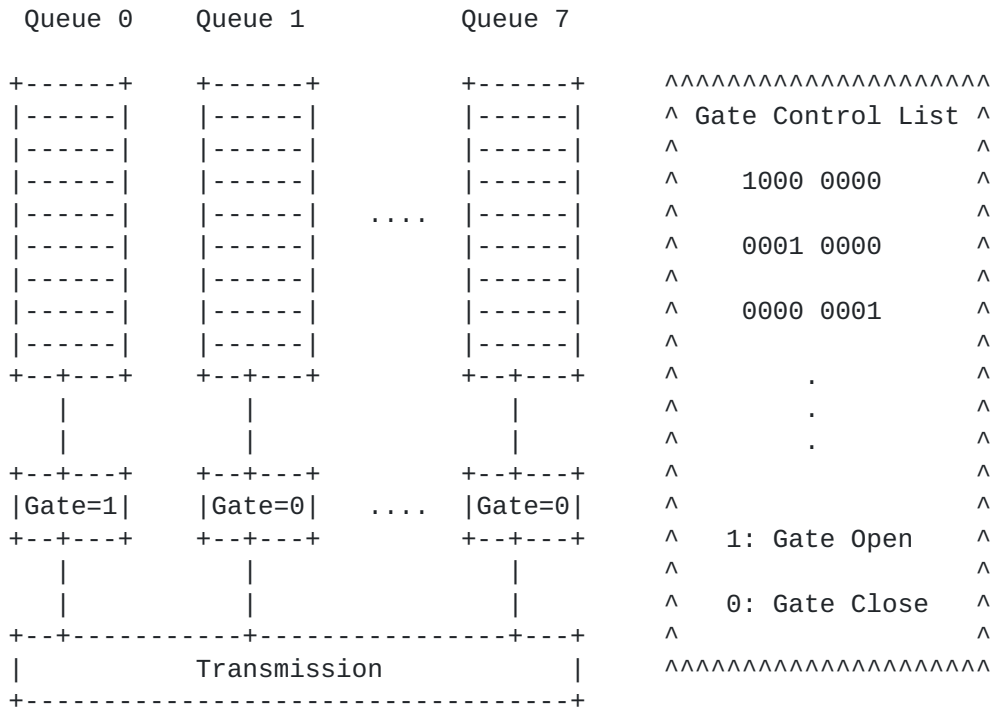 Queue 0    Queue 1          Queue 7

+------+    +------+         +------+     ^^^^^^^^^^^^^^^^^^^^^
|------|    |------|         |------|     ^ Gate Control List ^
|------|    |------|         |------|     ^                   ^
|------|    |------|         |------|     ^    1000 0000      ^
|------|    |------|   ....  |------|     ^                   ^
|------|    |------|         |------|     ^    0001 0000      ^
|------|    |------|         |------|     ^                   ^
|------|    |------|         |------|     ^    0000 0001      ^
|------|    |------|         |------|     ^                   ^
+--+---+    +--+---+         +--+---+     ^        .          ^
   |           |                |         ^        .          ^
   |           |                |         ^        .          ^
+--+---+    +--+---+         +--+---+     ^                   ^
|Gate=1|    |Gate=0|   ....  |Gate=0|     ^                   ^
+--+---+    +--+---+         +--+---+     ^   1: Gate Open    ^
   |           |                |         ^                   ^
   |           |                |         ^   0: Gate Close   ^
+--+-----------+----------------+---+     ^                   ^
|           Transmission            |     ^^^^^^^^^^^^^^^^^^^^^
+-----------------------------------+